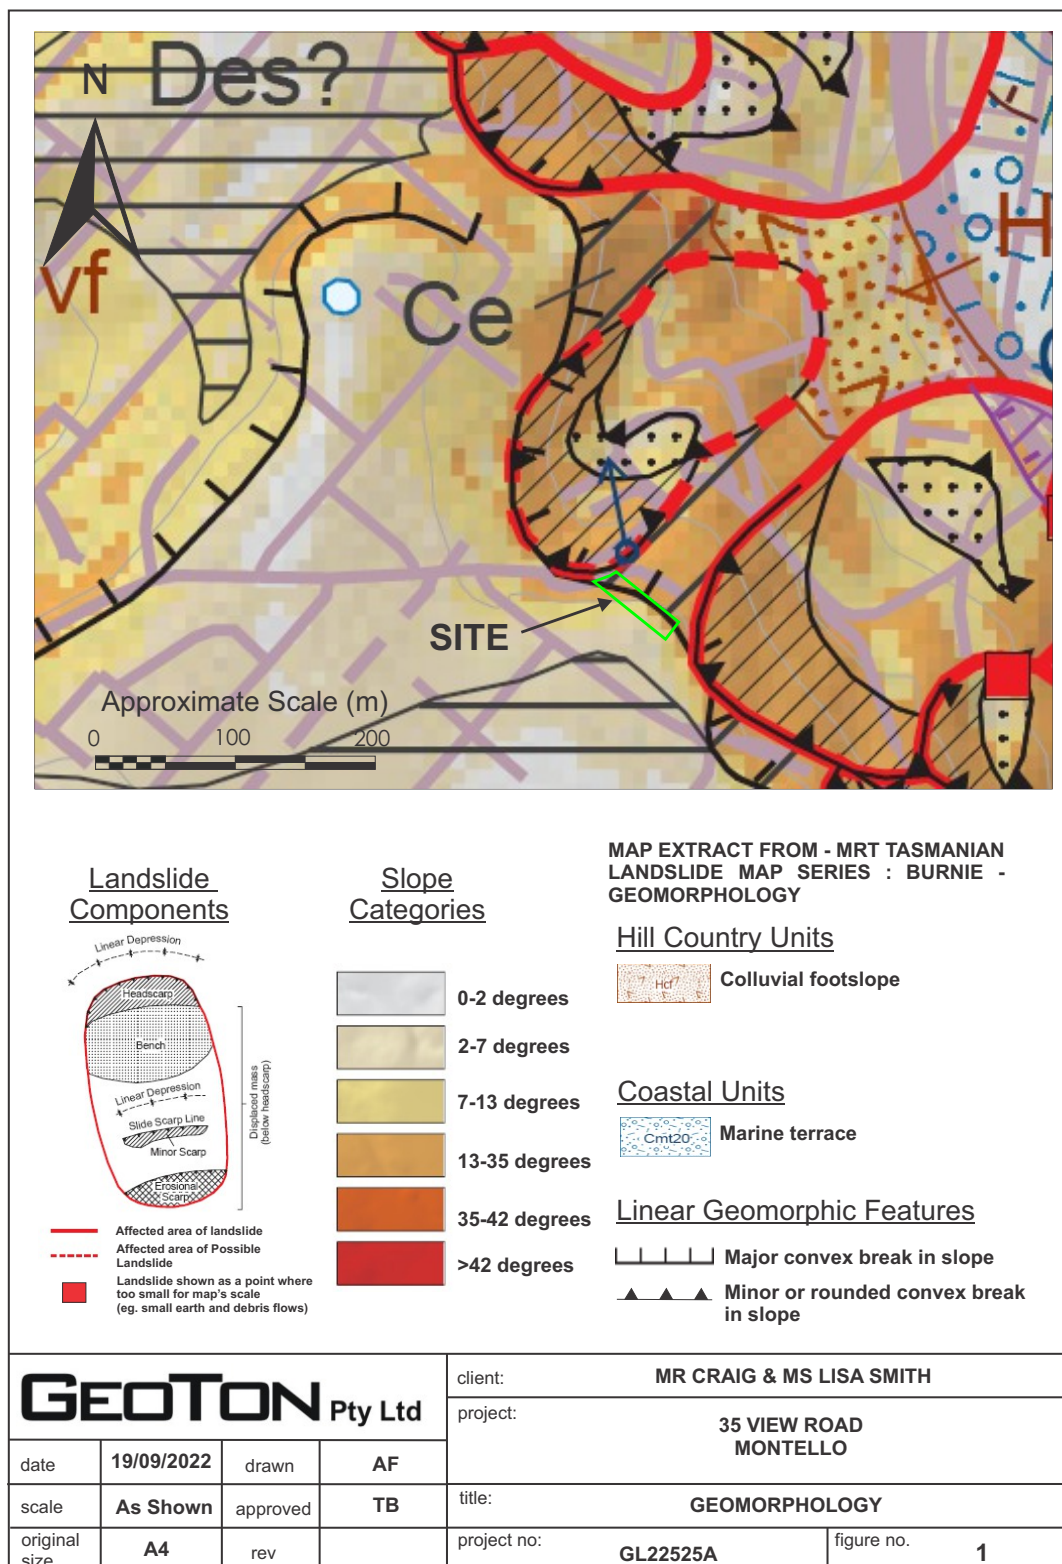 Des?
N
vf
Ce
H
SITE
Approximate Scale (m)
0 100 200
MAP EXTRACT FROM - MRT TASMANIAN
LANDSLIDE MAP SERIES : BURNIE -
GEOMORPHOLOGY
Landslide
Components
Linear Depression
Headscarp
Bench
Linear Depression
Slide Scarp Line
Minor Scarp
Erosional
Scarp
Displaced mass
(below headscarp)
Affected area of landslide
Affected area of Possible
Landslide
Landslide shown as a point where
too small for map's scale
(eg. small earth and debris flows)
Slope
Categories
0-2 degrees
2-7 degrees
7-13 degrees
13-35 degrees
35-42 degrees
>42 degrees
Hill Country Units
Hcf
Colluvial footslope
Coastal Units
Cmt20
Marine terrace
Linear Geomorphic Features
Major convex break in slope
Minor or rounded convex break
in slope
GEOTON Pty Ltd
client: MR CRAIG & MS LISA SMITH
project: 35 VIEW ROAD
MONTELLO
date 19/09/2022 drawn AF
scale As Shown approved TB
title: GEOMORPHOLOGY
original
size A4 rev
project no: GL22525A
figure no. 1